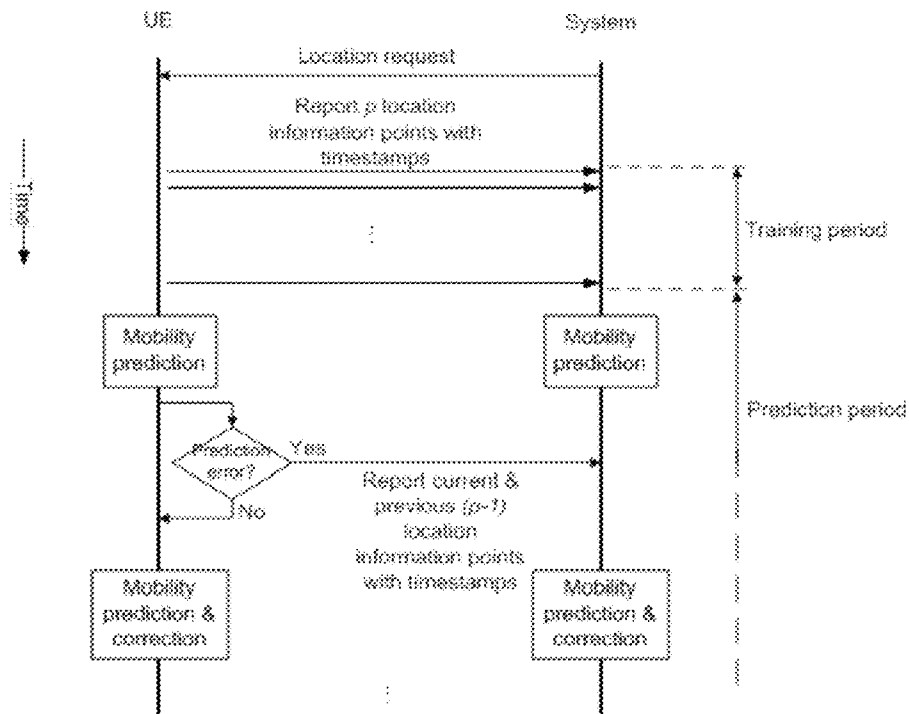 UE
System
Location request
Report p location
information points with
timestamps
Time
Training period
Mobility
prediction
Mobility
prediction
Prediction period
Prediction
error?
Yes
No
Report current &
previous (p-1)
location
information points
with timestamps
Mobility
prediction &
correction
Mobility
prediction &
correction